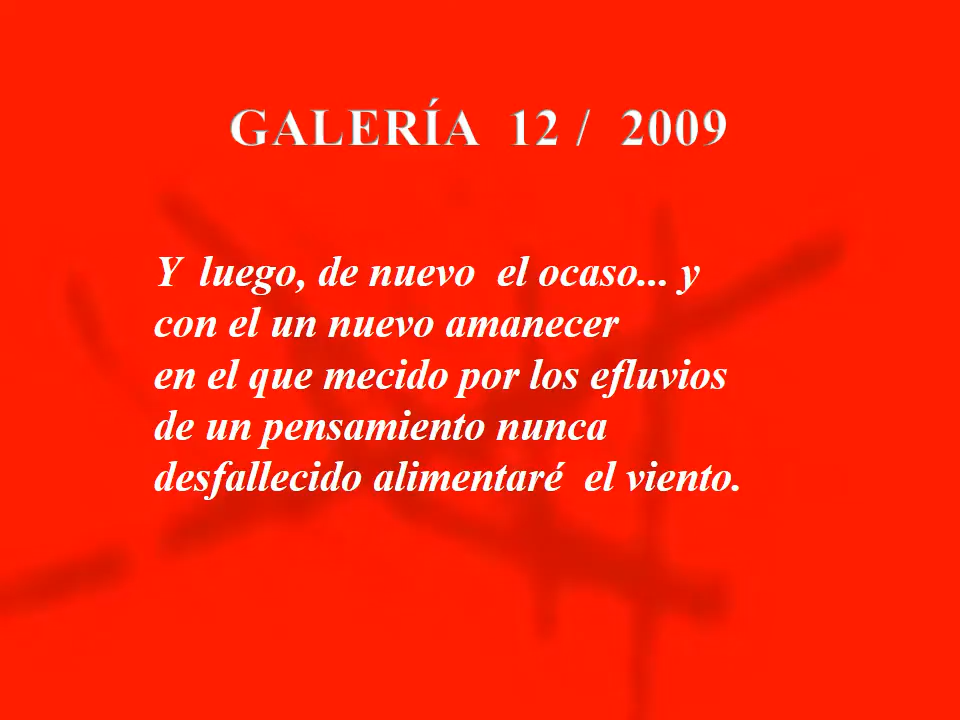 GALERÍA 12 / 2009
Y luego, de nuevo el ocaso... y
con el un nuevo amanecer
en el que mecido por los efluvios
de un pensamiento nunca
desfallecido alimentaré el viento.